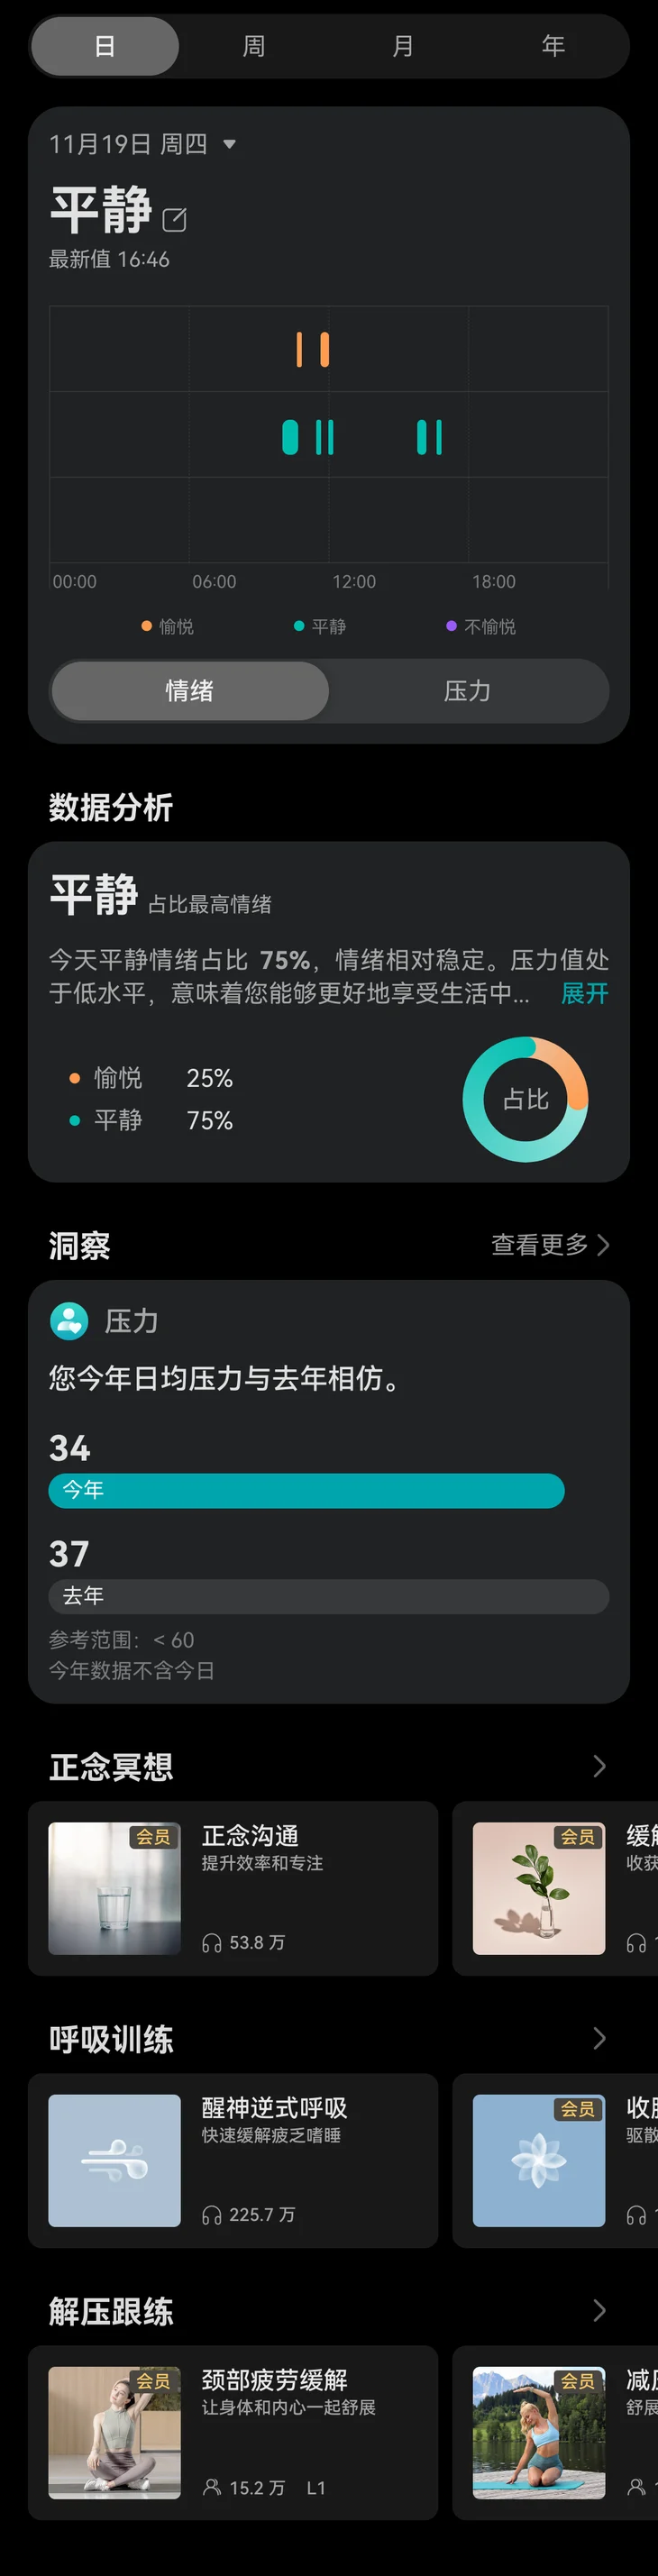 日 周 月 年
11月19日 周四
平静
最新值 16:46
00:00 06:00 12:00 18:00
愉悦 平静 不愉悦
情绪 压力
数据分析
平静 占比最高情绪
今天平静情绪占比 75%，情绪相对稳定。压力值处
于低水平，意味着您能够更好地享受生活中... 展开
愉悦 25%
平静 75%
占比
洞察 查看更多
压力
您今年日均压力与去年相仿。
34
今年
37
去年
参考范围：< 60
今年数据不含今日
正念冥想
会员 正念沟通
提升效率和专注
53.8 万
会员
收获
呼吸训练
醒神逆式呼吸
快速缓解疲乏嗜睡
225.7 万
会员
驱散
解压跟练
会员 颈部疲劳缓解
让身体和内心一起舒展
15.2 万 L1
会员
舒展